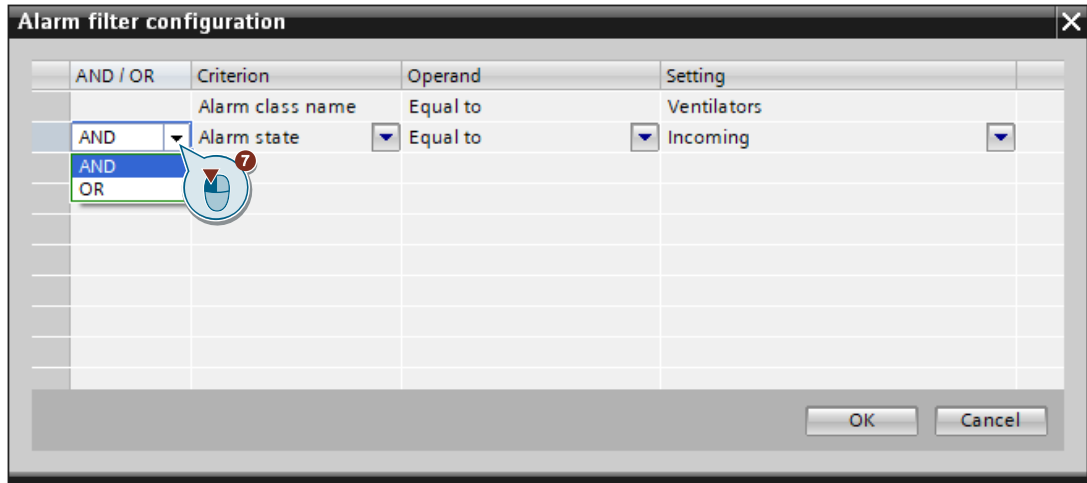 Alarm filter configuration
AND / OR Criterion Operand Setting
Alarm class name Equal to Ventilators
AND Alarm state Equal to Incoming
AND
7
OR
OK Cancel